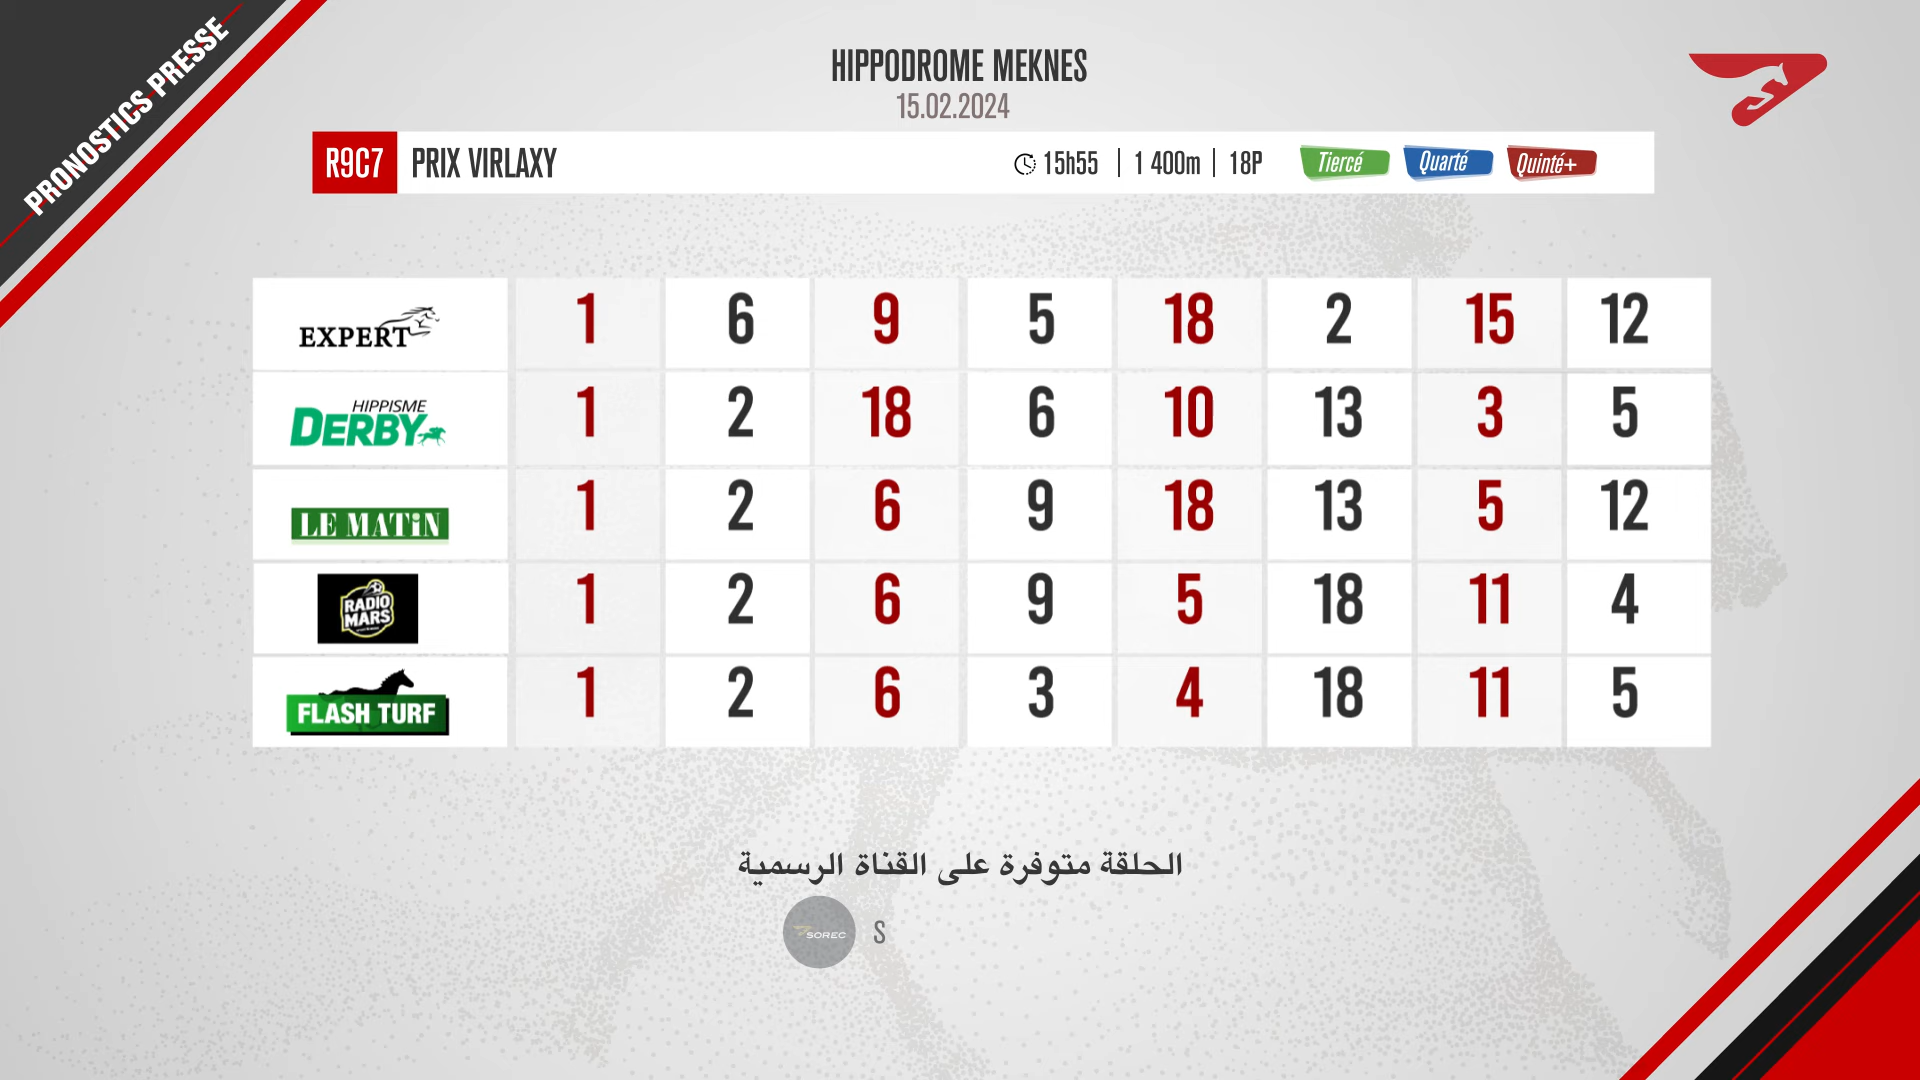 PRONOSTICS PRESSE
HIPPODROME MEKNES
15.02.2024
R9C7 PRIX VIRLAXY 15h55 | 1 400m | 18P Tiercé Quarté Quinté+
EXPERT 1 6 9 5 18 2 15 12
HIPPISME
DERBY 1 2 18 6 10 13 3 5
LE MATiN 1 2 6 9 18 13 5 12
RADIO
MARS 1 2 6 9 5 18 11 4
FLASH TURF 1 2 6 3 4 18 11 5
الحلقة متوفرة على القناة الرسمية
SOREC S